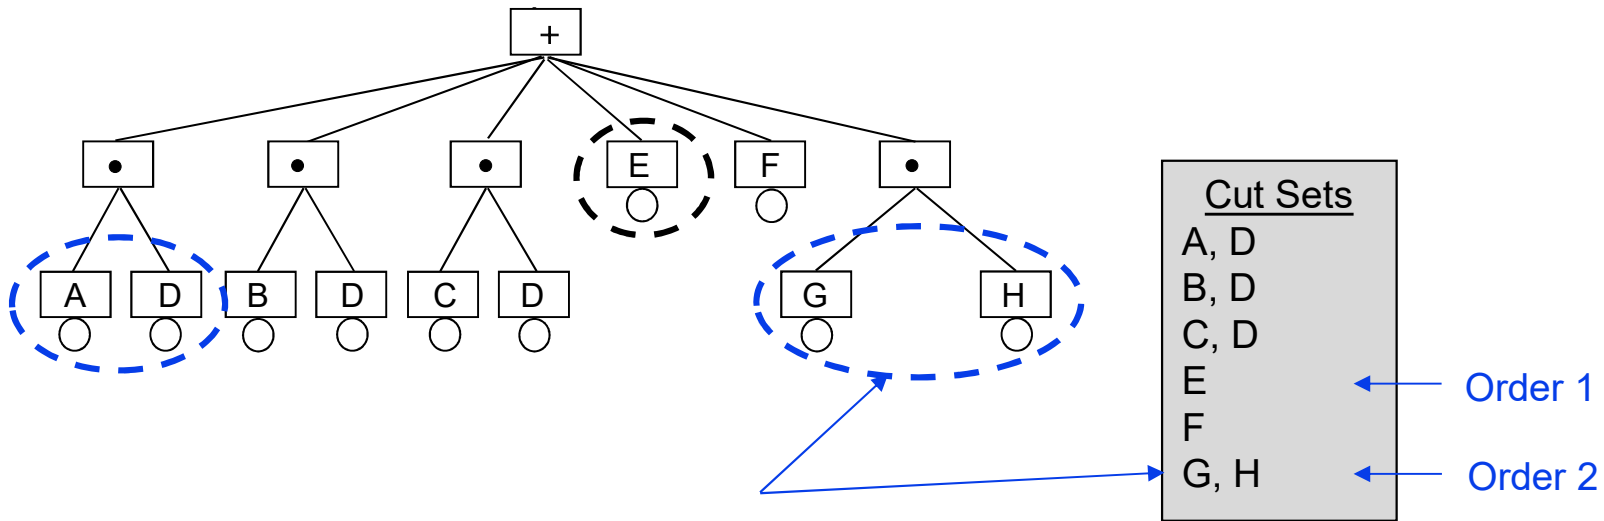 +
• • • E F •
A D B D C D G H
Cut Sets
A, D
B, D
C, D
E
F
G, H
Order 1
Order 2